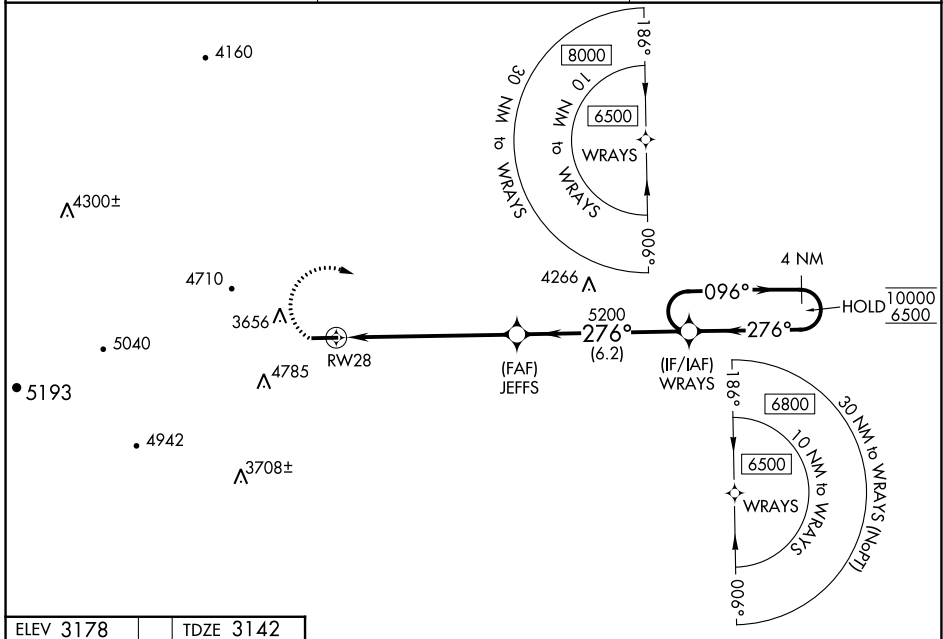 4160
186°
8000
30 NM to WRAYS
10 NM to WRAYS
6500
WRAYS
006°
4300±
4710
4266
4 NM
096°
HOLD 10000
6500
3656
5200
276°
276°
(6.2)
5040
RW28
(FAF)
JEFFS
(IF/IAF)
WRAYS
4785
5193
186°
6800
30 NM to WRAYS (NoPT)
10 NM to WRAYS
4942
6500
3708±
WRAYS
006°
ELEV 3178
TDZE 3142